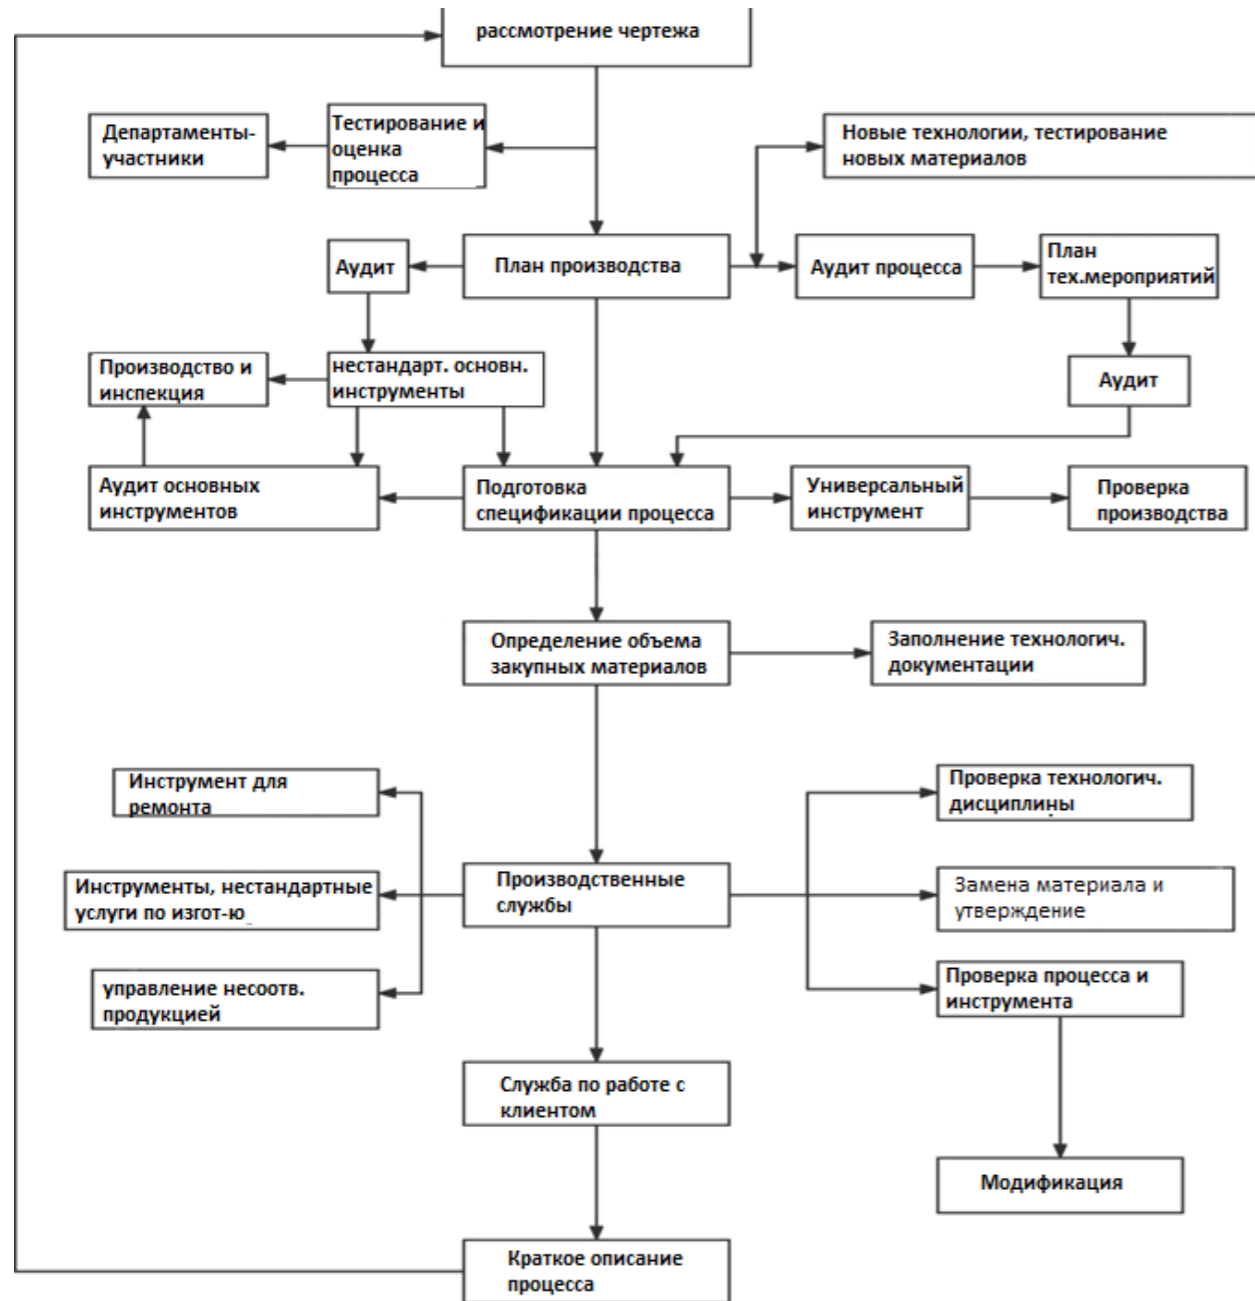 рассмотрение чертежа
Департаменты-
участники
Тестирование и
оценка
процесса
Новые технологии, тестирование
новых материалов
Аудит
План производства
Аудит процесса
План
тех.мероприятий
Производство и
инспекция
нестандарт. основн.
инструменты
Аудит
Аудит основных
инструментов
Подготовка
спецификации процесса
Универсальный
инструмент
Проверка
производства
Определение объема
закупных материалов
Заполнение технологич.
документации
Инструмент для
ремонта
Проверка технологич.
дисциплины
Инструменты, нестандартные
услуги по изгот-ю
Производственные
службы
Замена материала и
утверждение
управление несоотв.
продукцией
Проверка процесса и
инструмента
Служба по работе с
клиентом
Модификация
Краткое описание
процесса